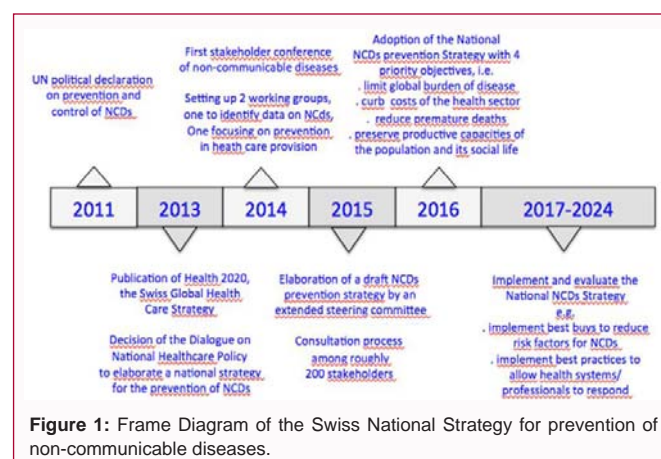 UN political declaration
on prevention and
control of NCDs
First stakeholder conference
of non-communicable diseases
Setting up 2 working groups,
one to identify data on NCds,
One focusing on prevention
in heath care provision
Adoption of the National
NCDs prevention Strategy with 4
priority objectives, i.e.
. limit global burden of disease
. curb costs of the health sector
. reduce premature deaths
. preserve productive capacities of
the population and its social life
2011
2013
2014
2015
2016
2017-2024
Publication of Health 2020,
the Swiss Global Health
Care Strategy
Decision of the Dialogue on
National Healthcare Policy
to elaborate a national strategy
for the prevention of NCDs
Elaboration of a draft NCDs
prevention strategy by an
extended steering committee
Consultation process
among roughly
200 stakeholders
Implement and evaluate the
National NCDs Strategy
e.g.
. implement best buys to reduce
risk factors for NCDs
. implement best practices to
allow health systems/
professionals to respond
Figure 1: Frame Diagram of the Swiss National Strategy for prevention of
non-communicable diseases.